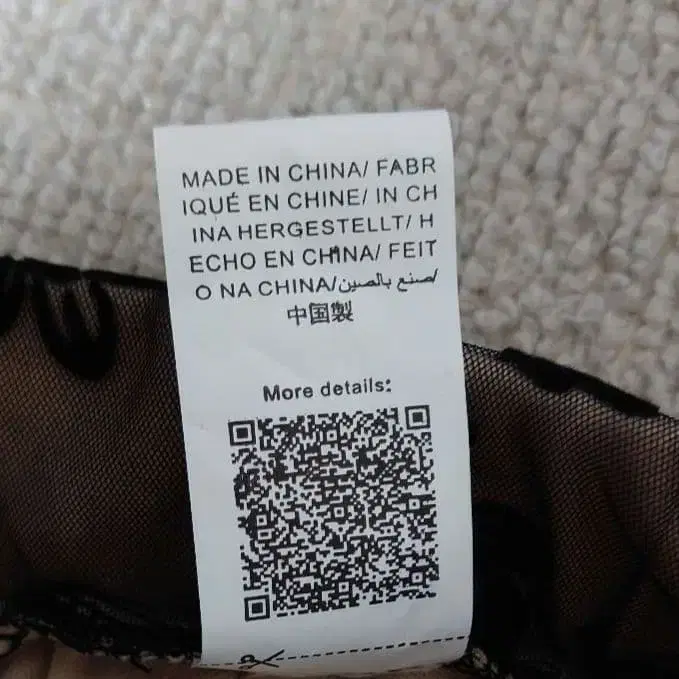 MADE IN CHINA/ FABR
IQUÉ EN CHINE/ IN CH
INA HERGESTELLT/ H
ECHO EN CHINA/ FEIT
O NA CHINA/صنع بالصين/
中国製
More details: